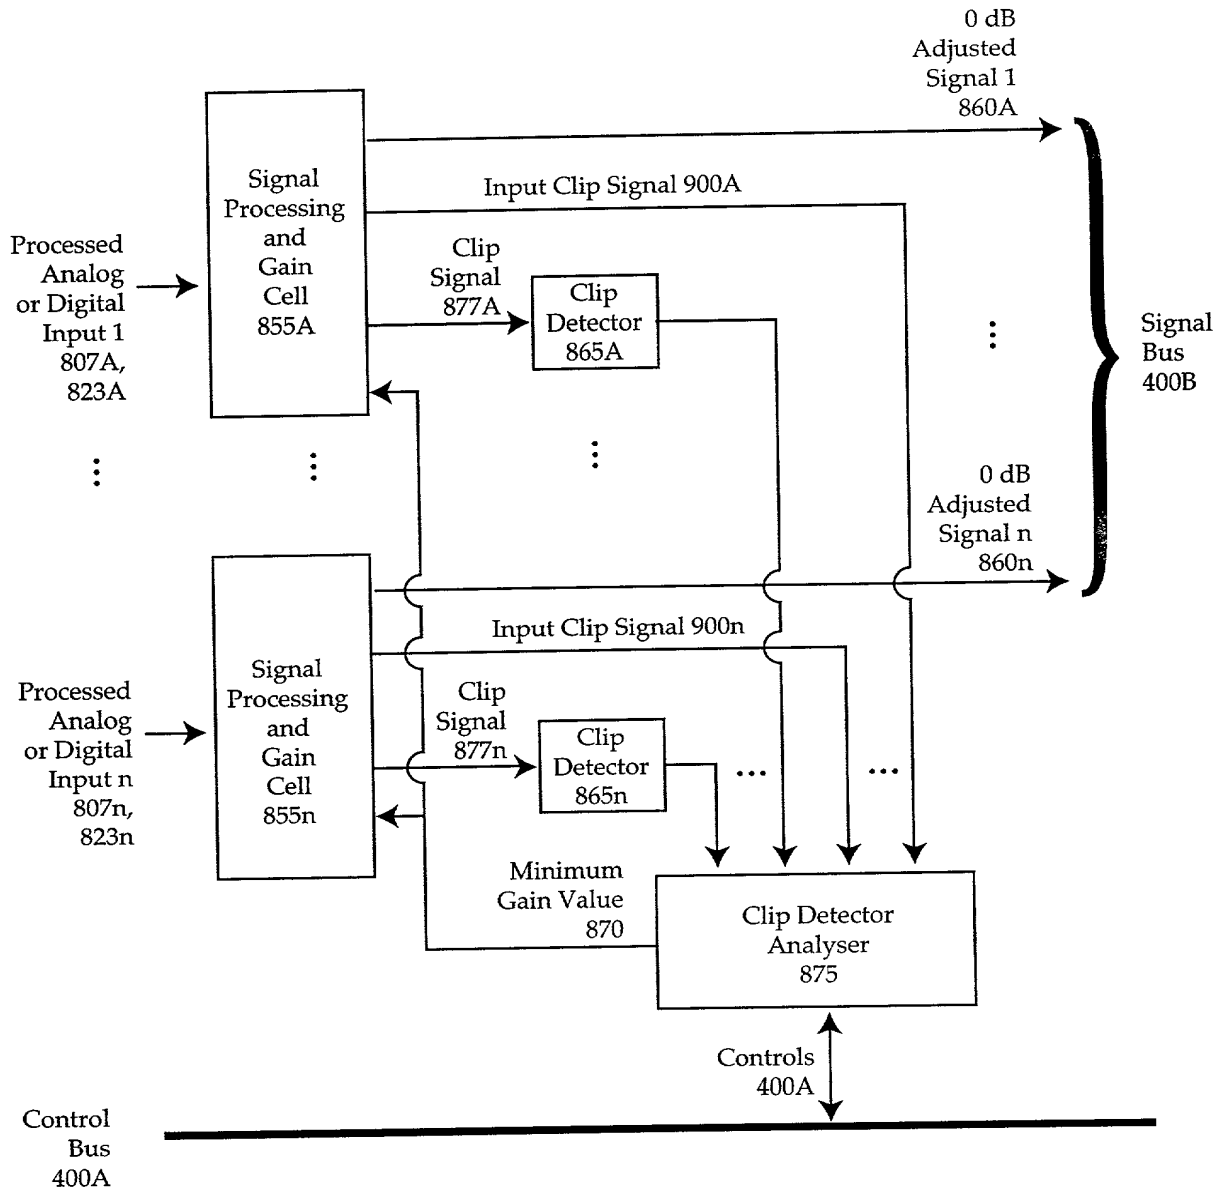 0 dB
Adjusted
Signal 1
860A
Signal
Processing
and
Gain
Cell
855A
Input Clip Signal 900A
Processed
Analog
or Digital
Input 1
807A,
823A
Clip
Signal
877A
Clip
Detector
865A
Signal
Bus
400B
0 dB
Adjusted
Signal n
860n
Input Clip Signal 900n
Signal
Processing
and
Gain
Cell
855n
Processed
Analog
or Digital
Input n
807n,
823n
Clip
Signal
877n
Clip
Detector
865n
Minimum
Gain Value
870
Clip Detector
Analyser
875
Controls
400A
Control
Bus
400A